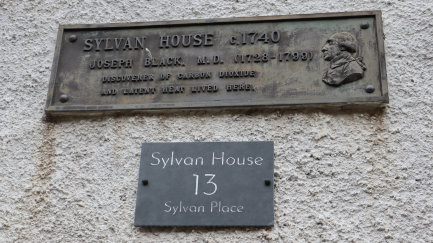 SYLVAN HOUSE c.1740
JOSEPH BLACK, M.D. (1728-1799)
DISCOVERER OF CARBON DIOXIDE
AND LATENT HEAT LIVED HERE.
Sylvan House
13
Sylvan Place